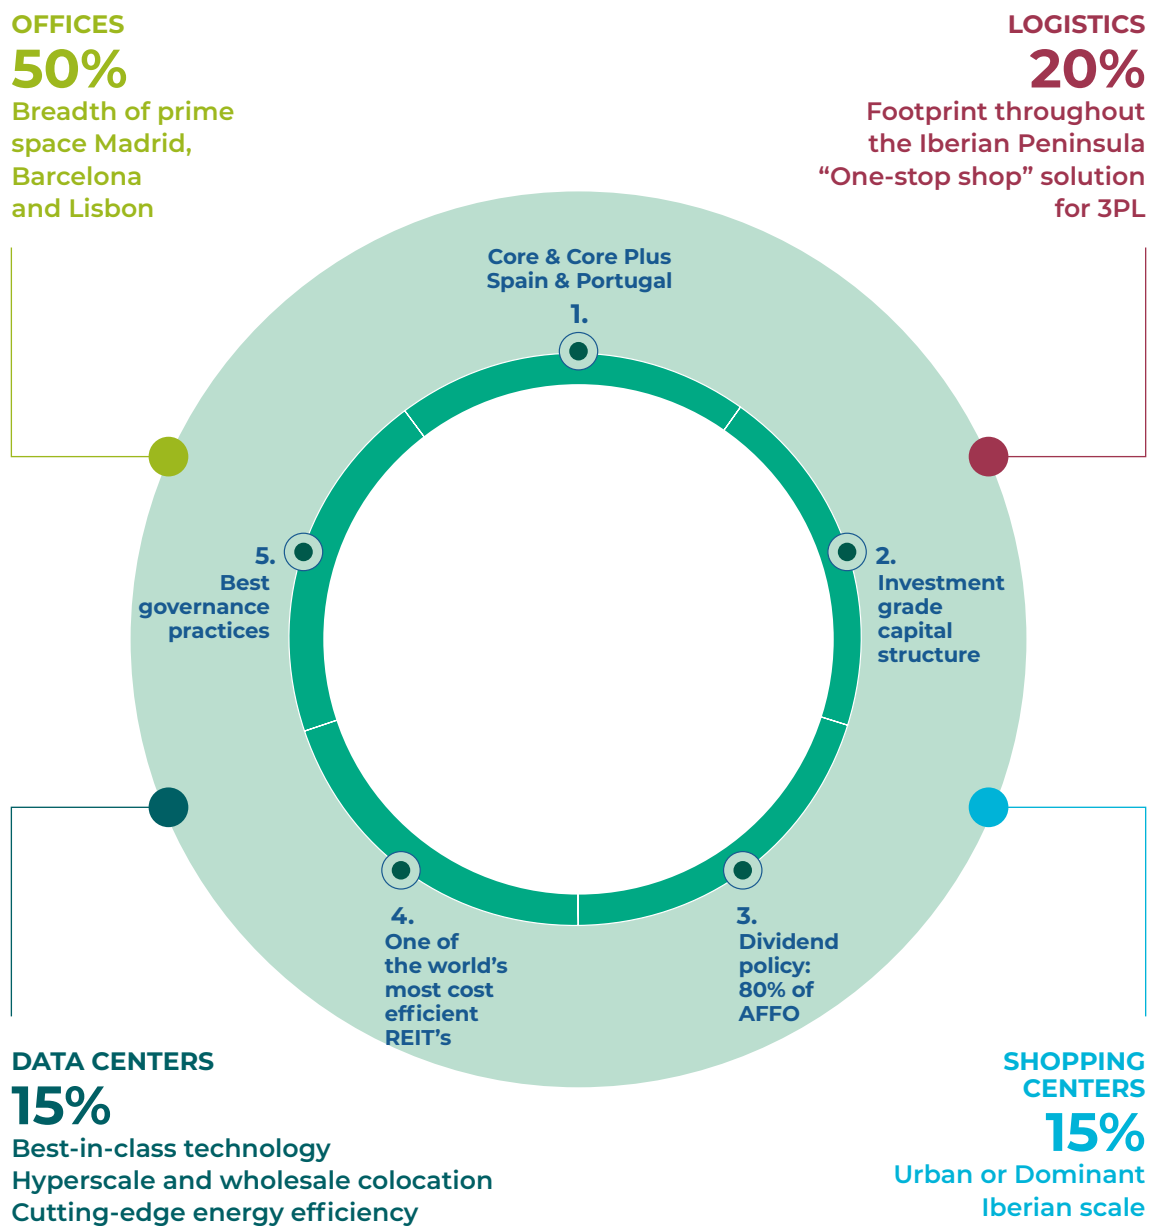 OFFICES
50%
Breadth of prime
space Madrid,
Barcelona
and Lisbon
LOGISTICS
20%
Footprint throughout
the Iberian Peninsula
“One-stop shop” solution
for 3PL
Core & Core Plus
Spain & Portugal
1.
2.
Investment
grade
capital
structure
3.
Dividend
policy:
80% of
AFFO
4.
One of
the world’s
most cost
efficient
REIT’s
5.
Best
governance
practices
DATA CENTERS
15%
Best-in-class technology
Hyperscale and wholesale colocation
Cutting-edge energy efficiency
SHOPPING
CENTERS
15%
Urban or Dominant
Iberian scale